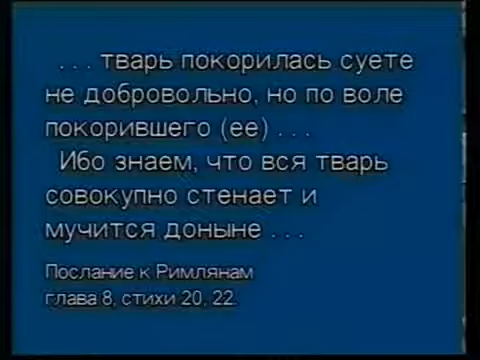 . . . тварь покорилась суете
не добровольно, но по воле
покорившего (ее) . . .
Ибо знаем, что вся тварь
совокупно стенает и
мучится доныне . . .
Послание к Римлянам
глава 8, стихи 20, 22.